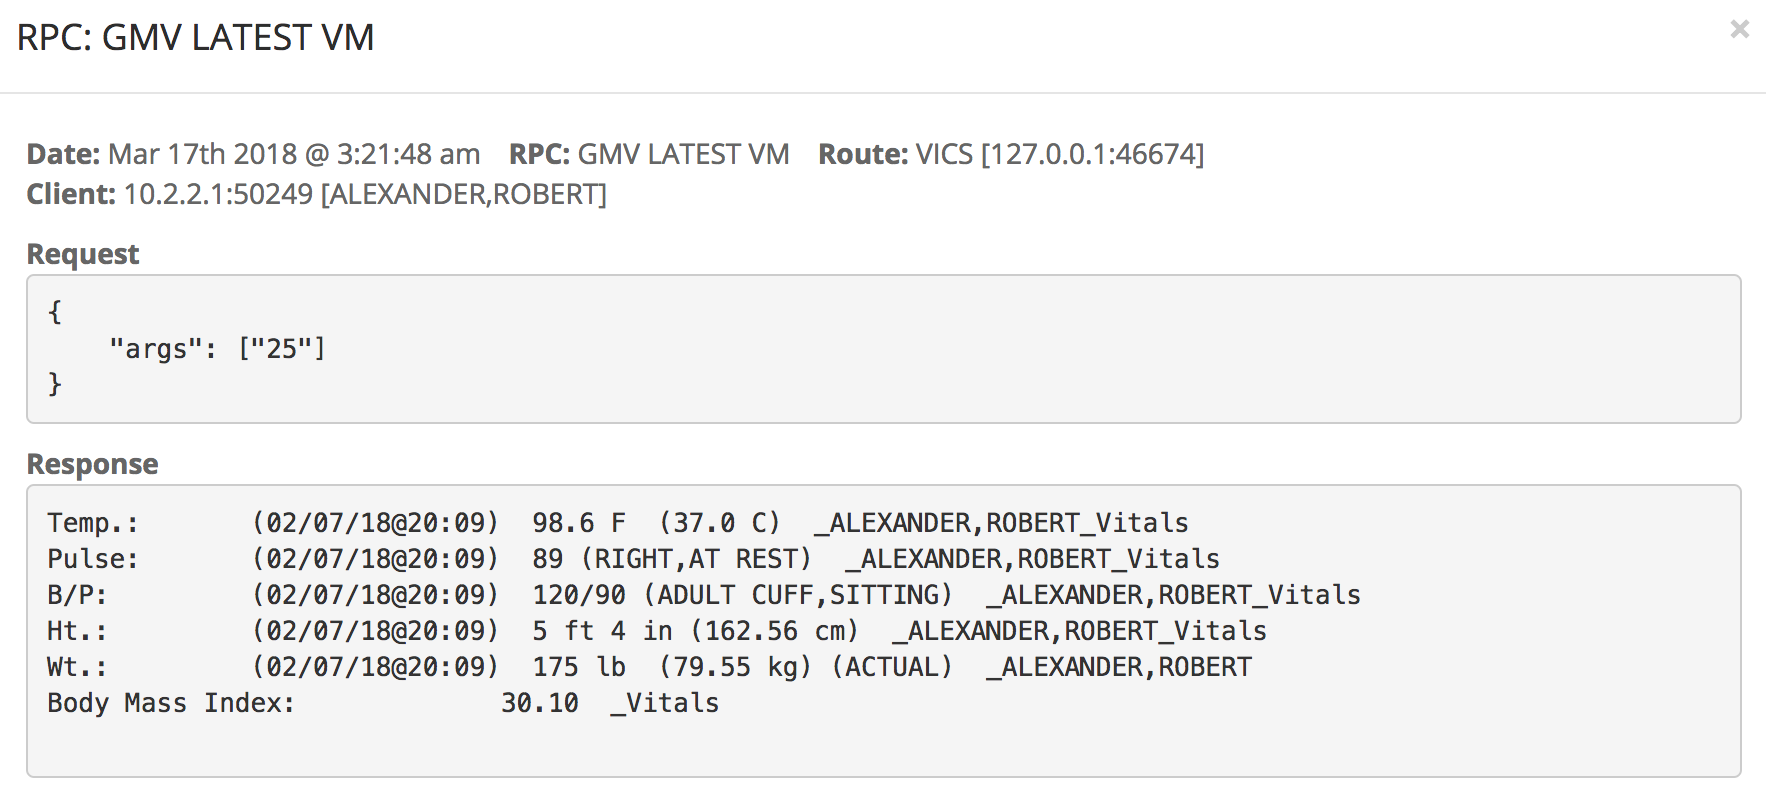 RPC: GMV LATEST VM
×
Date: Mar 17th 2018 @ 3:21:48 am RPC: GMV LATEST VM Route: VICS [127.0.0.1:46674]
Client: 10.2.2.1:50249 [ALEXANDER,ROBERT]
Request
{
    "args": ["25"]
}
Response
Temp.:       (02/07/18@20:09)  98.6 F  (37.0 C)  _ALEXANDER,ROBERT_Vitals
Pulse:       (02/07/18@20:09)  89 (RIGHT,AT REST)  _ALEXANDER,ROBERT_Vitals
B/P:         (02/07/18@20:09)  120/90 (ADULT CUFF,SITTING)  _ALEXANDER,ROBERT_Vitals
Ht.:         (02/07/18@20:09)  5 ft 4 in (162.56 cm)  _ALEXANDER,ROBERT_Vitals
Wt.:         (02/07/18@20:09)  175 lb  (79.55 kg) (ACTUAL)  _ALEXANDER,ROBERT
Body Mass Index:             30.10  _Vitals